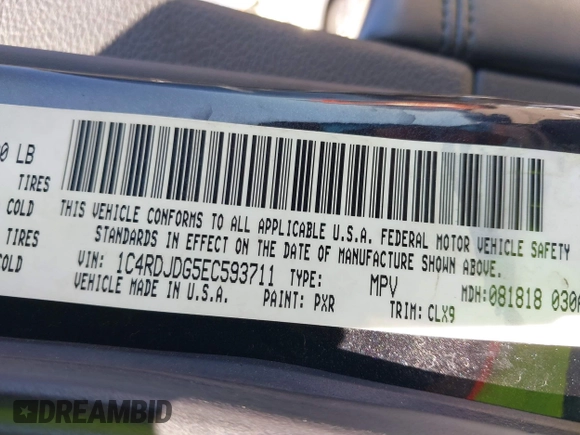 0 LB
TIRES
COLD
TIRES
COLD
THIS VEHICLE CONFORMS TO ALL APPLICABLE U.S.A. FEDERAL MOTOR VEHICLE SAFETY
STANDARDS IN EFFECT ON THE DATE OF MANUFACTURE SHOWN ABOVE.
VIN: 1C4RDJDG5EC593711 TYPE: MPV MDH:081818 030
VEHICLE MADE IN U.S.A. PAINT: PXR TRIM: CLX9
DREAMBID